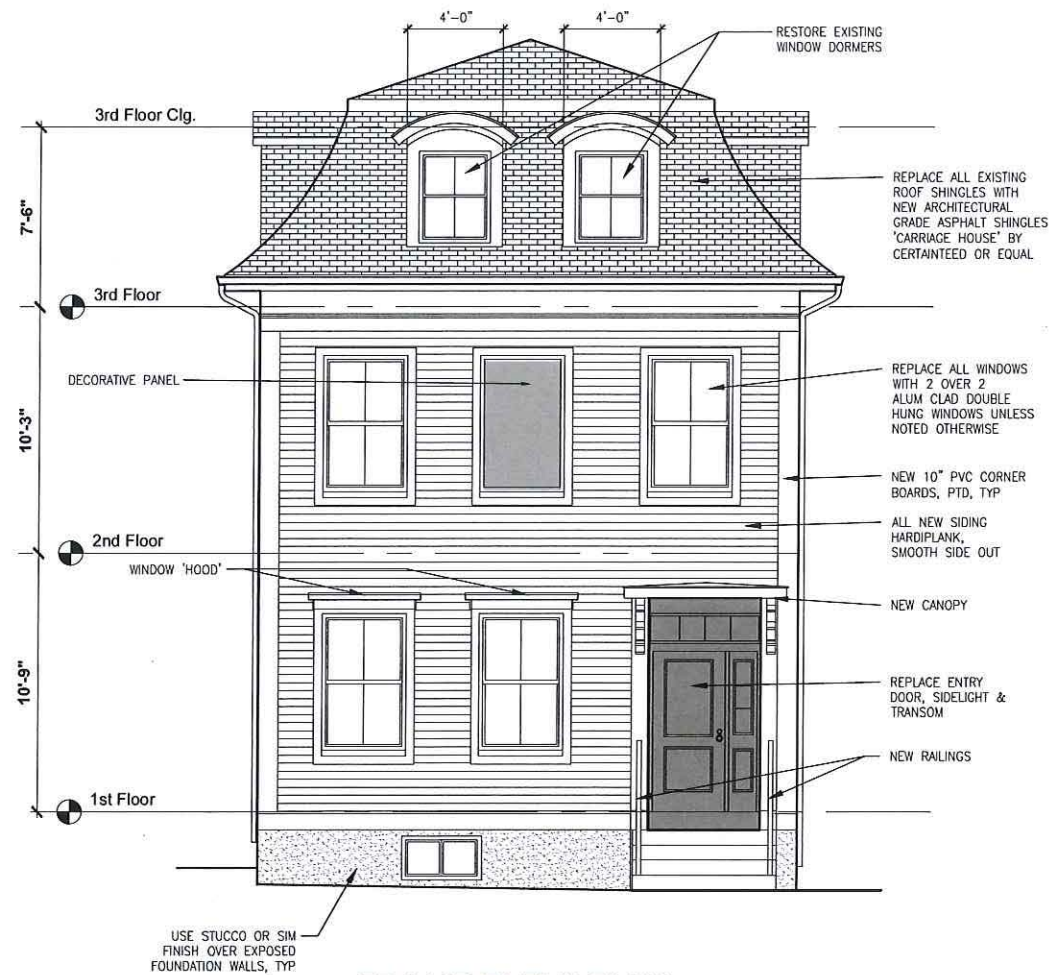 4'-0" 4'-0"
RESTORE EXISTING
WINDOW DORMERS
3rd Floor Clg.
REPLACE ALL EXISTING
ROOF SHINGLES WITH
NEW ARCHITECTURAL
GRADE ASPHALT SHINGLES
'CARRIAGE HOUSE' BY
CERTAINTEED OR EQUAL
7'-6"
3rd Floor
DECORATIVE PANEL
REPLACE ALL WINDOWS
WITH 2 OVER 2
ALUM CLAD DOUBLE
HUNG WINDOWS UNLESS
NOTED OTHERWISE
10'-3"
NEW 10" PVC CORNER
BOARDS, PTD, TYP
ALL NEW SIDING
HARDIPLANK,
SMOOTH SIDE OUT
2nd Floor
WINDOW 'HOOD'
NEW CANOPY
10'-9"
REPLACE ENTRY
DOOR, SIDELIGHT &
TRANSOM
NEW RAILINGS
1st Floor
USE STUCCO OR SIM
FINISH OVER EXPOSED
FOUNDATION WALLS, TYP